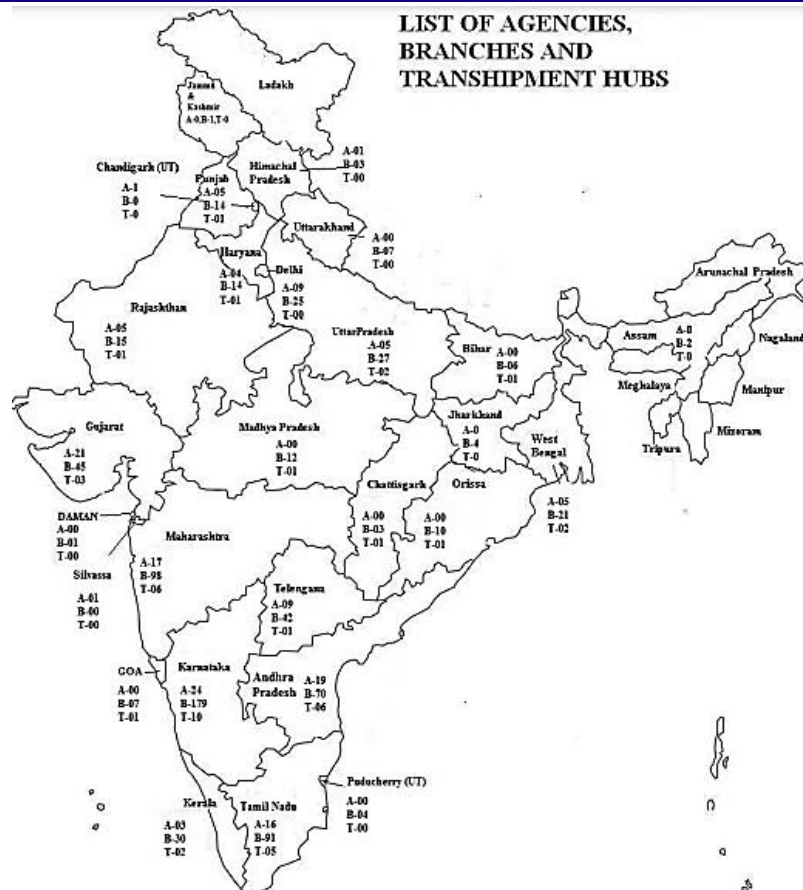 LIST OF AGENCIES,
BRANCHES AND
TRANSHIPMENT HUBS
Ladakh
Jammu
&
Kashmir
A-0,B-1,T-0
Himachal
Pradesh
A-01
B-03
T-00
Chandigarh (UT)
A-1
B-0
T-0
Punjab
A-05
B-14
T-01
Uttarakhand
A-00
B-07
T-00
Haryana
A-04
B-14
T-01
Delhi
A-09
B-25
T-00
Rajashthan
A-05
B-15
T-01
UttarPradesh
A-05
B-27
T-02
Bihar
A-00
B-06
T-01
Arunachal Pradesh
Assam
A-0
B-2
T-0
Nagaland
Meghalaya
Manipur
Mizoram
Tripura
Gujarat
A-21
B-45
T-03
Madhya Pradesh
A-00
B-12
T-01
Jharkhand
A-0
B-4
T-0
West
Bengal
A-05
B-21
T-02
Chattisgark
A-00
B-03
T-01
Orissa
A-00
B-10
T-01
DAMAN
A-00
B-01
T-00
Silvassa
A-01
B-00
T-00
Maharashtra
A-17
B-98
T-06
Telengana
A-09
B-42
T-01
GOA
A-00
B-07
T-01
Karnataka
A-24
B-179
T-10
Andhra
Pradesh
A-19
B-70
T-06
Puducherry (UT)
A-00
B-04
T-00
Kerala
A-03
B-30
T-02
Tamil Nadu
A-16
B-91
T-05